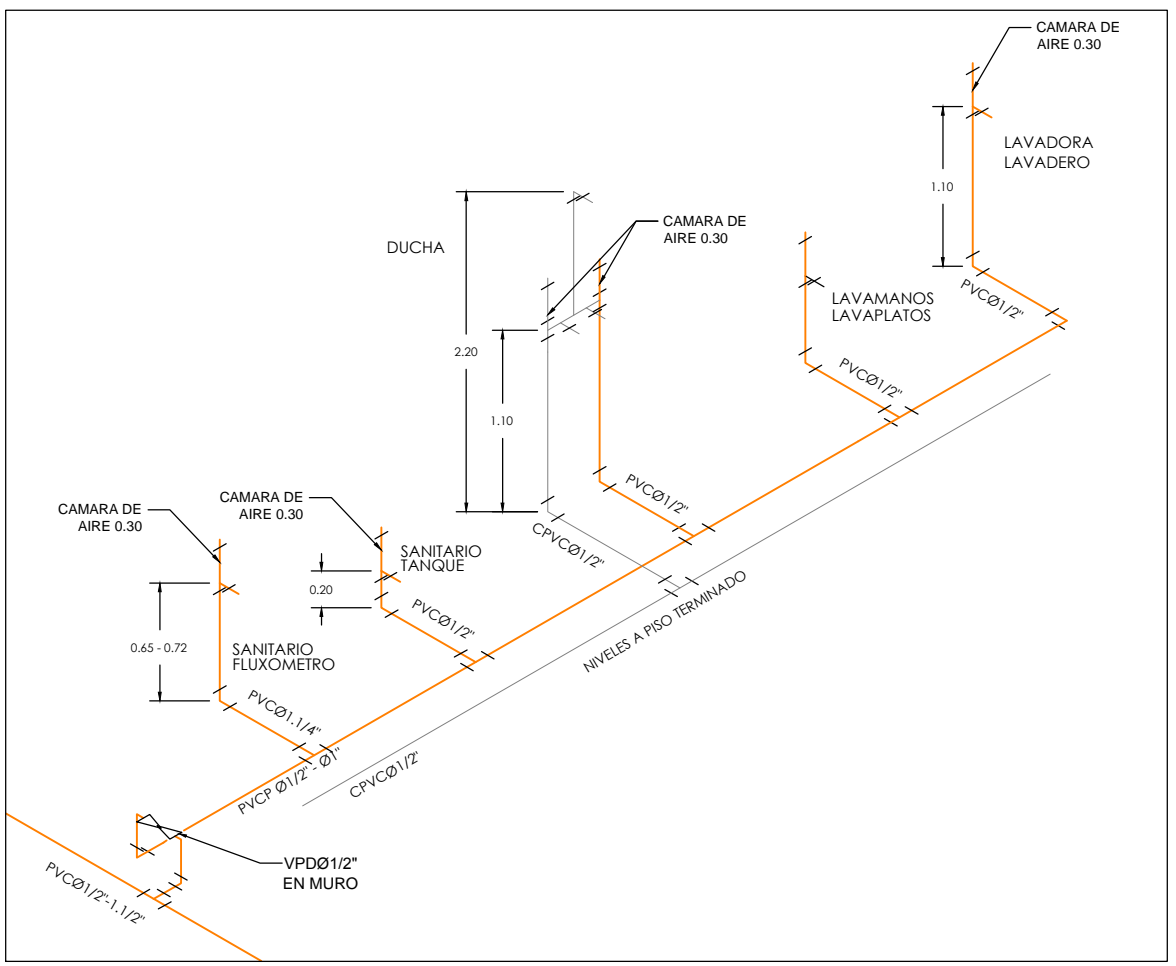 CAMARA DE
AIRE 0.30
LAVADORA
LAVADERO
1.10
PVCØ1/2"
CAMARA DE
AIRE 0.30
DUCHA
2.20
1.10
LAVAMANOS
LAVAPLATOS
PVCØ1/2"
PVCØ1/2"
CPVCØ1/2"
CAMARA DE
AIRE 0.30
CAMARA DE
AIRE 0.30
SANITARIO
TANQUE
0.20
PVCØ1/2"
0.65 - 0.72
SANITARIO
FLUXOMETRO
PVCØ1.1/4"
NIVELES A PISO TERMINADO
PVCP Ø1/2" - Ø1"
CPVCØ1/2"
VPDØ1/2"
EN MURO
PVCØ1/2"-1.1/2"